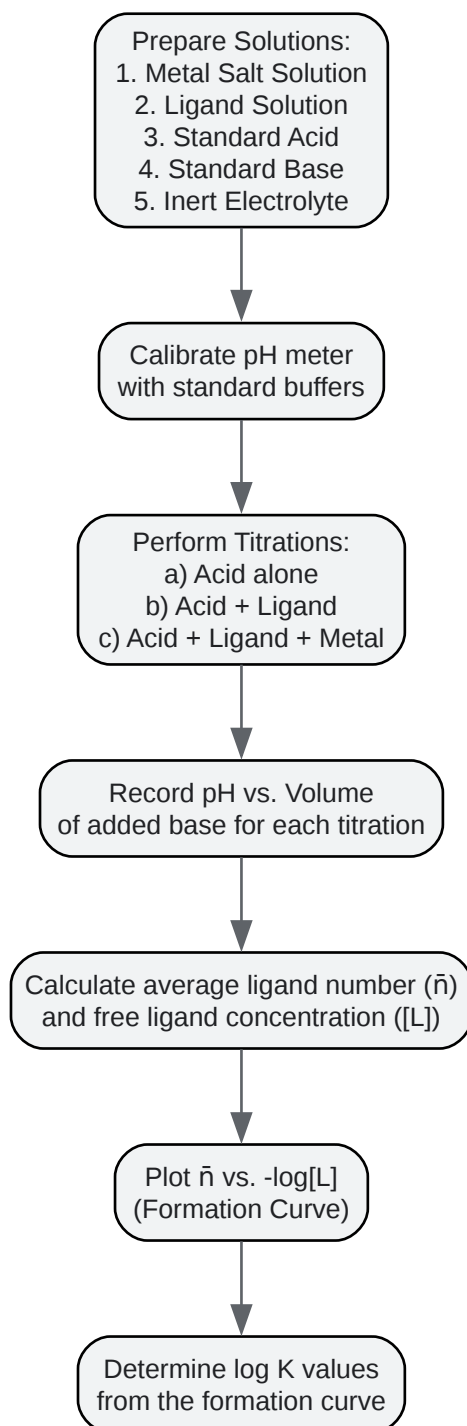 Prepare Solutions:
1. Metal Salt Solution
2. Ligand Solution
3. Standard Acid
4. Standard Base
5. Inert Electrolyte
Calibrate pH meter
with standard buffers
Perform Titrations:
a) Acid alone
b) Acid + Ligand
c) Acid + Ligand + Metal
Record pH vs. Volume
of added base for each titration
Calculate average ligand number (n̄)
and free ligand concentration ([L])
Plot n̄ vs. -log[L]
(Formation Curve)
Determine log K values
from the formation curve